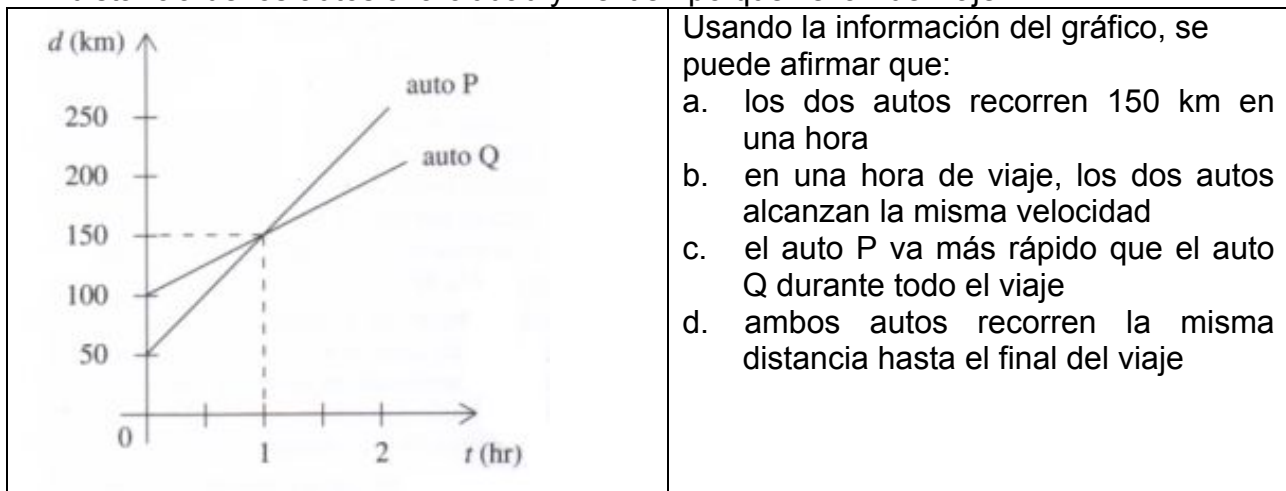 d (km)
auto P
250
auto Q
200
150
100
50
0
1
2
t (hr)
Usando la información del gráfico, se
puede afirmar que:
a. los dos autos recorren 150 km en
una hora
b. en una hora de viaje, los dos autos
alcanzan la misma velocidad
c. el auto P va más rápido que el auto
Q durante todo el viaje
d. ambos autos recorren la misma
distancia hasta el final del viaje